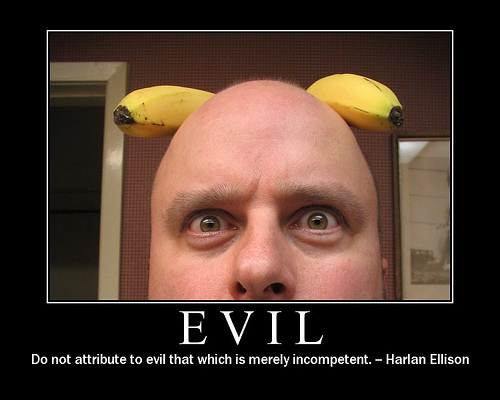 EVIL
Do not attribute to evil that which is merely incompetent. – Harlan Ellison